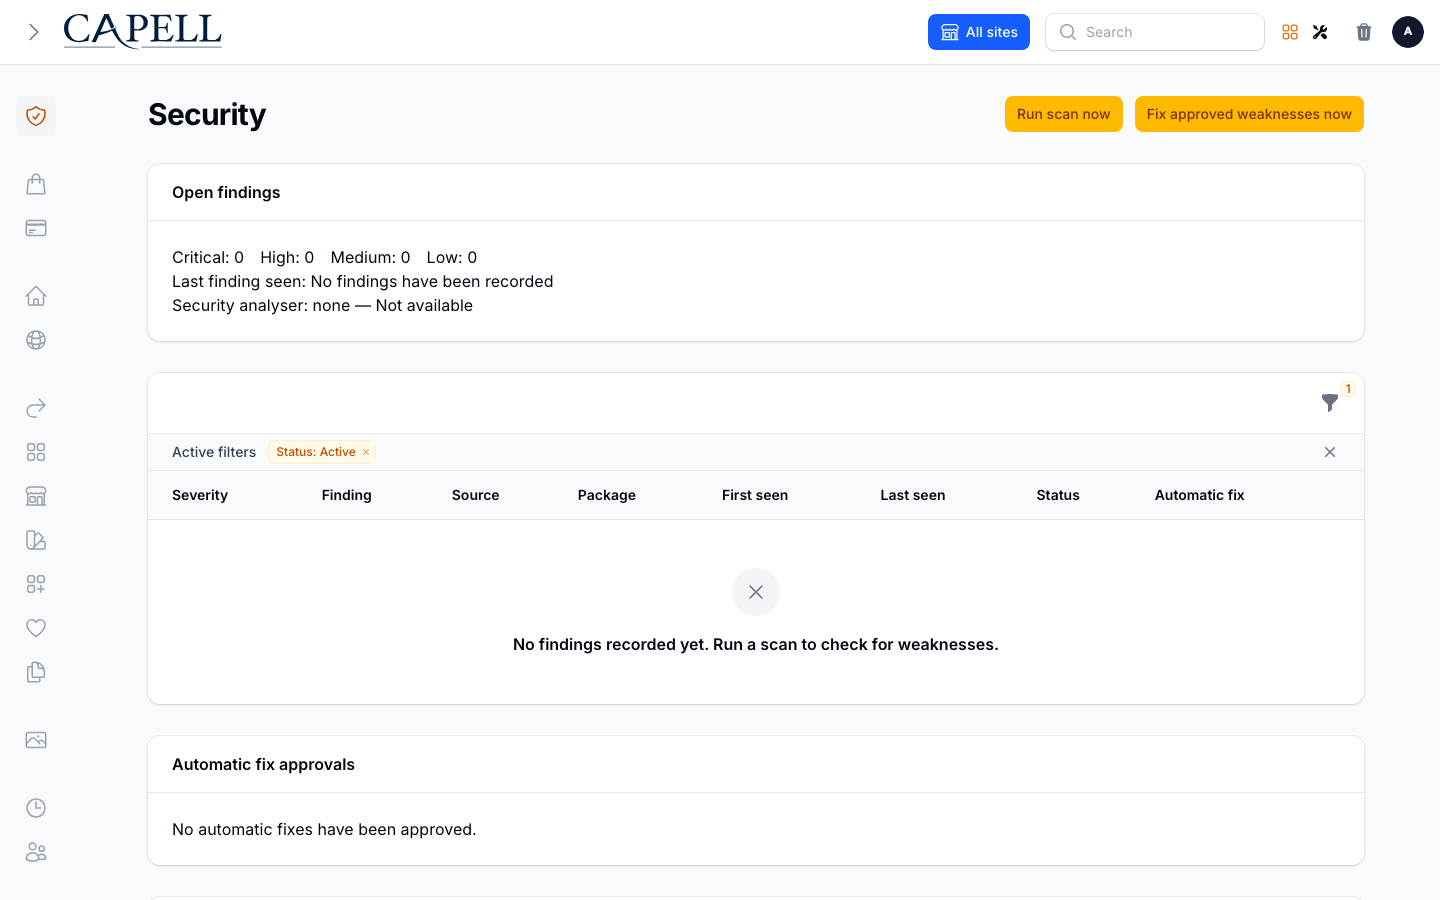 CAPELL
All sites
Search
A
Security
Run scan now
Fix approved weaknesses now
Open findings
Critical: 0 High: 0 Medium: 0 Low: 0
Last finding seen: No findings have been recorded
Security analyser: none — Not available
1
Active filters
Status: Active
Severity Finding Source Package First seen Last seen Status Automatic fix
No findings recorded yet. Run a scan to check for weaknesses.
Automatic fix approvals
No automatic fixes have been approved.